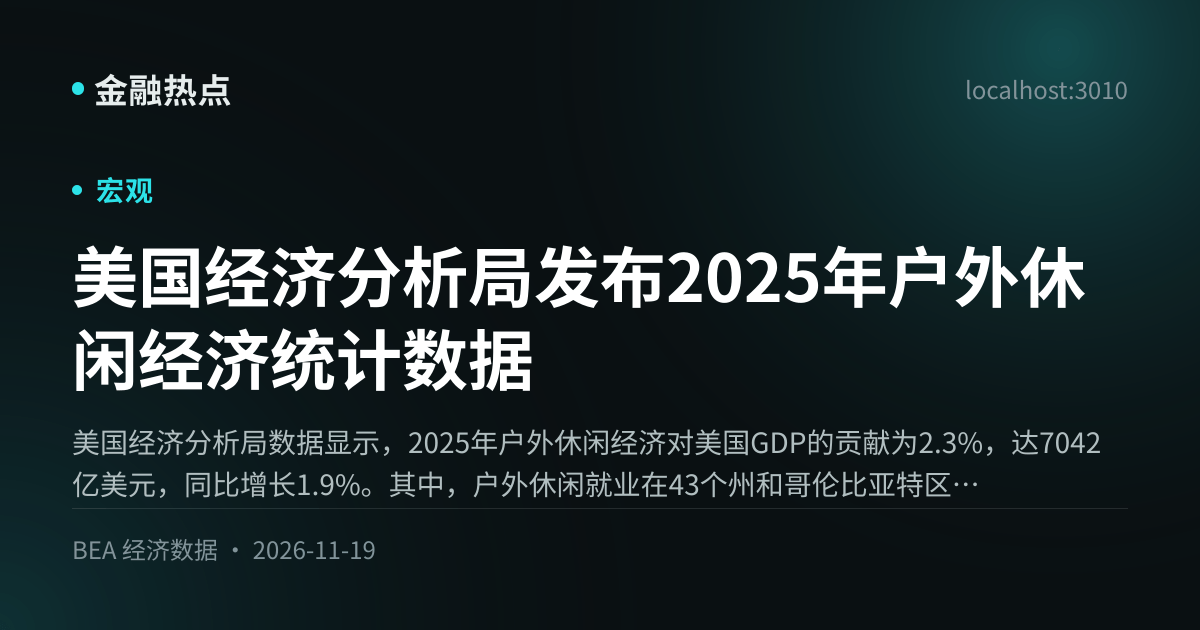 金融热点
localhost:3010
宏观
美国经济分析局发布2025年户外休
闲经济统计数据
美国经济分析局数据显示，2025年户外休闲经济对美国GDP的贡献为2.3%，达7042
亿美元，同比增长1.9%。其中，户外休闲就业在43个州和哥伦比亚特区…
BEA 经济数据 • 2026-11-19